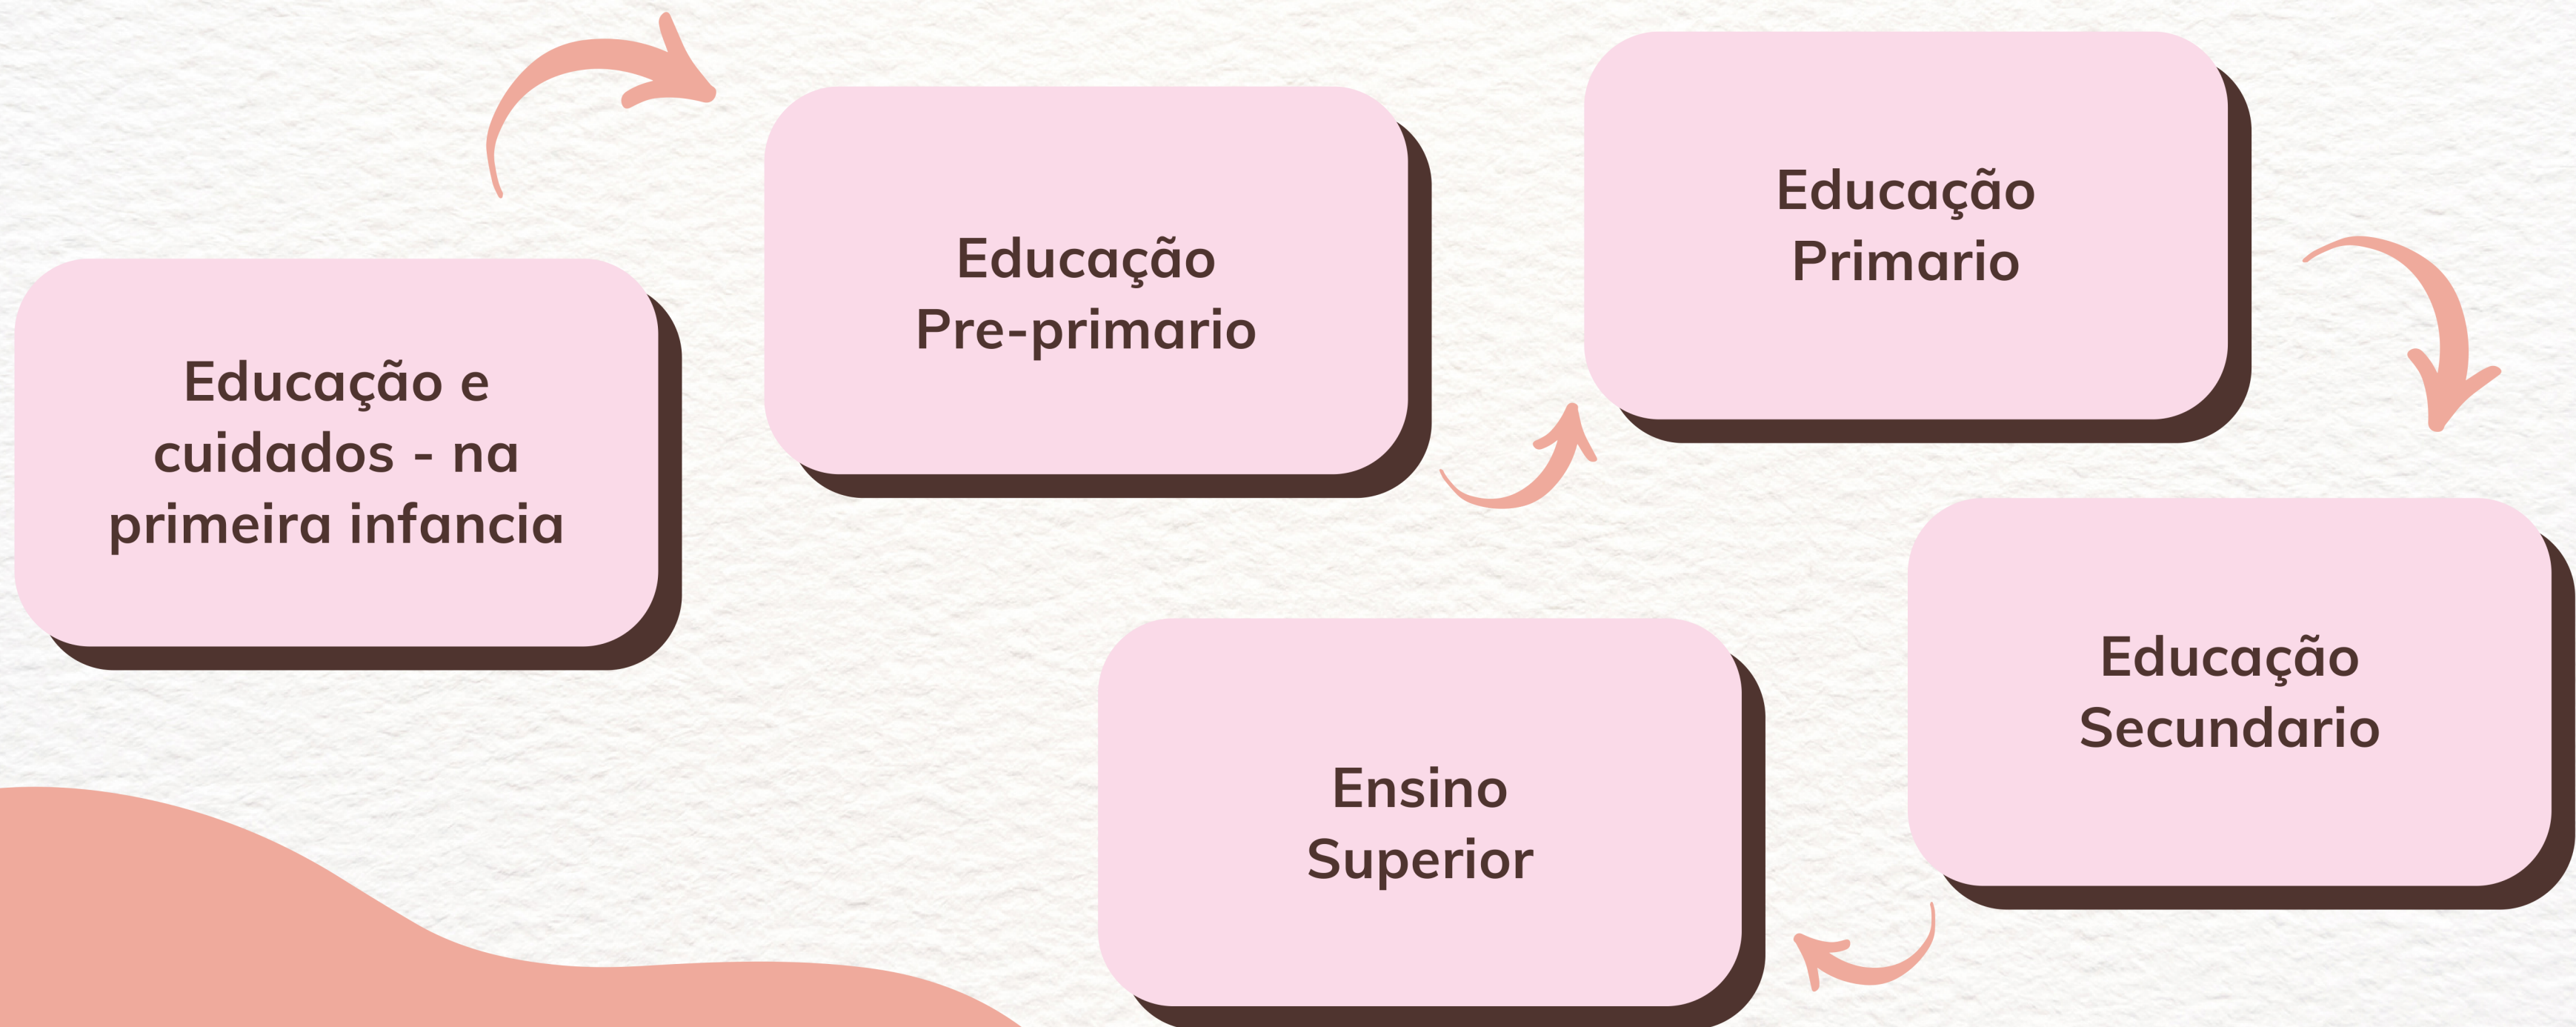 Educação e
cuidados - na
primeira infancia
Educação
Pre-primario
Educação
Primario
Educação
Secundario
Ensino
Superior